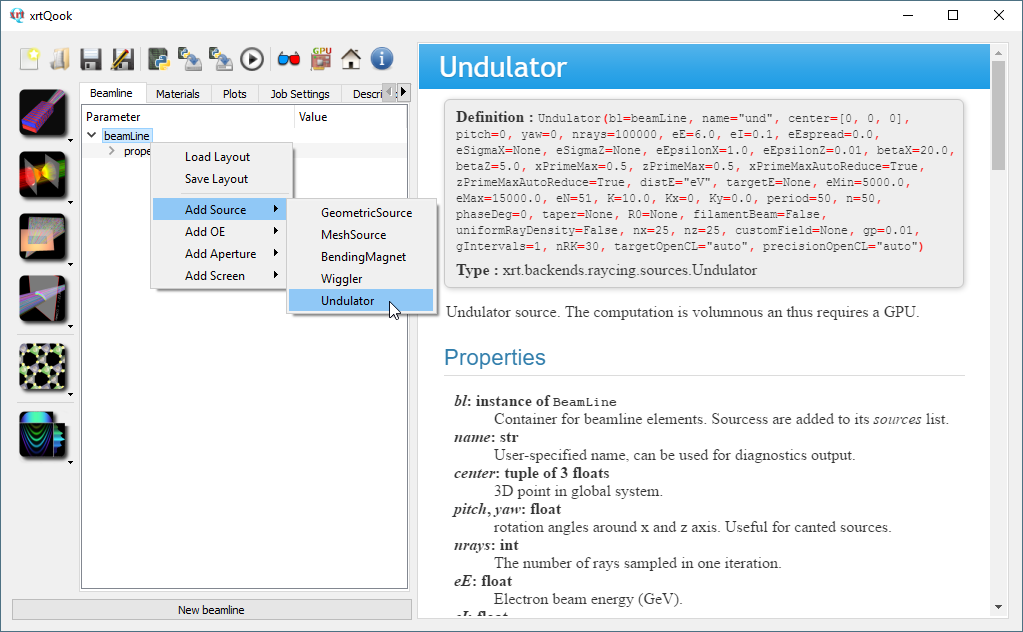 xrtQook
GPU
Beamline Materials Plots Job Settings Descri
Parameter Value
beamLine
prope
Load Layout
Save Layout
Add Source
Add OE
Add Aperture
Add Screen
GeometricSource
MeshSource
BendingMagnet
Wiggler
Undulator
New beamline
Undulator
Definition : Undulator(bl=beamLine, name="und", center=[0, 0, 0],
pitch=0, yaw=0, nrays=100000, eE=6.0, eI=0.1, eEspread=0.0,
eSigmaX=None, eSigmaZ=None, eEpsilonX=1.0, eEpsilonZ=0.01, betaX=20.0,
betaZ=5.0, xPrimeMax=0.5, zPrimeMax=0.5, xPrimeMaxAutoReduce=True,
zPrimeMaxAutoReduce=True, distE="eV", targetE=None, eMin=5000.0,
eMax=15000.0, eN=51, K=10.0, Kx=0, Ky=0.0, period=50, n=50,
phaseDeg=0, taper=None, R0=None, filamentBeam=False,
uniformRayDensity=False, nx=25, nz=25, customField=None, gp=0.01,
gIntervals=1, nRK=30, targetOpenCL="auto", precisionOpenCL="auto")
Type : xrt.backends.raycing.sources.Undulator
Undulator source. The computation is volumnous an thus requires a GPU.
Properties
bl: instance of BeamLine
Container for beamline elements. Sourcess are added to its sources list.
name: str
User-specified name, can be used for diagnostics output.
center: tuple of 3 floats
3D point in global system.
pitch, yaw: float
rotation angles around x and z axis. Useful for canted sources.
nrays: int
The number of rays sampled in one iteration.
eE: float
Electron beam energy (GeV).
eI: float